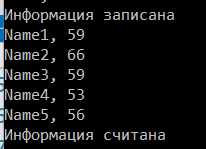 Информация записана
Name1, 59
Name2, 66
Name3, 59
Name4, 53
Name5, 56
Информация считана